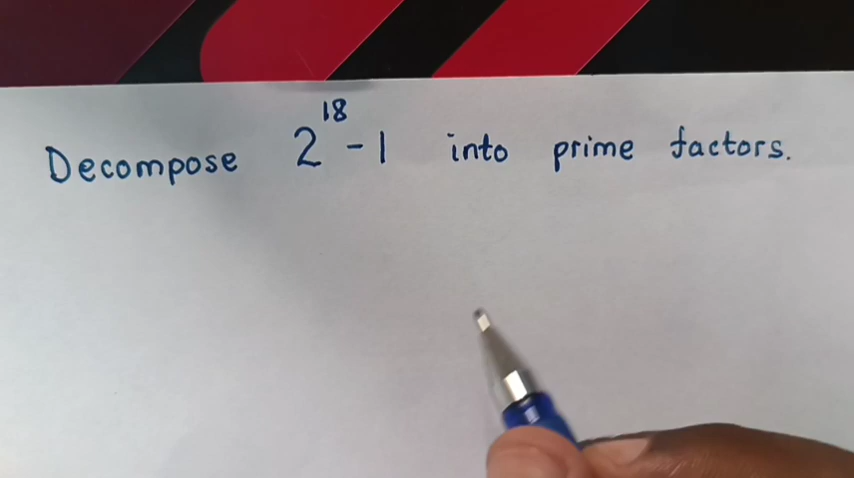 Decompose 2^18 - 1 into prime factors.